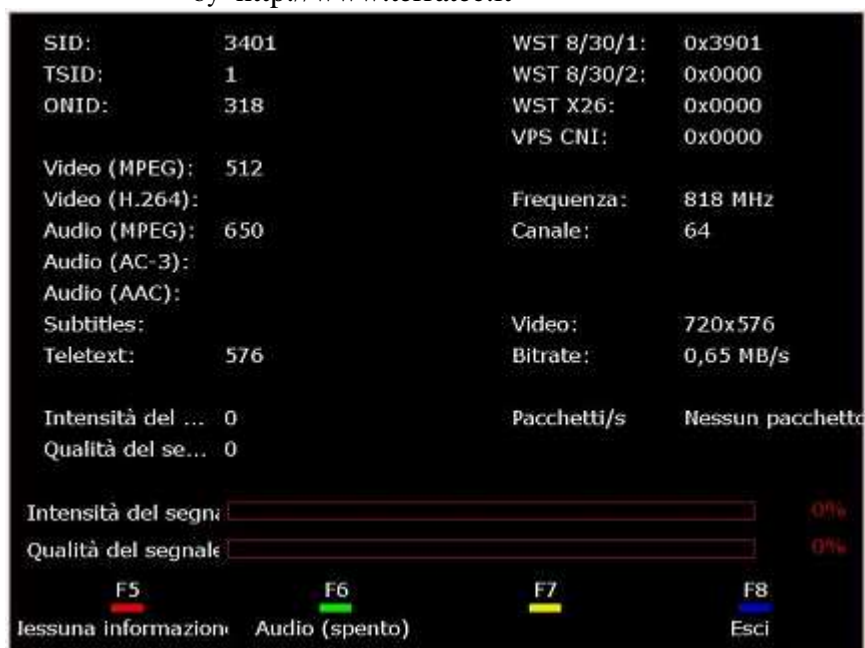 SID: 3401 WST 8/30/1: 0x3901
TSID: 1 WST 8/30/2: 0x0000
ONID: 318 WST X26: 0x0000
VPS CNI: 0x0000
Video (MPEG): 512
Video (H.264): Frequenza: 818 MHz
Audio (MPEG): 650 Canale: 64
Audio (AC-3):
Audio (AAC):
Subtitles: Video: 720x576
Teletext: 576 Bitrate: 0,65 MB/s
Intensità del ... 0 Pacchetti/s Nessun pacchetto
Qualità del se... 0
Intensità del segna 0%
Qualità del segnale 0%
F5 F6 F7 F8
lessuna informazion Audio (spento) Esci